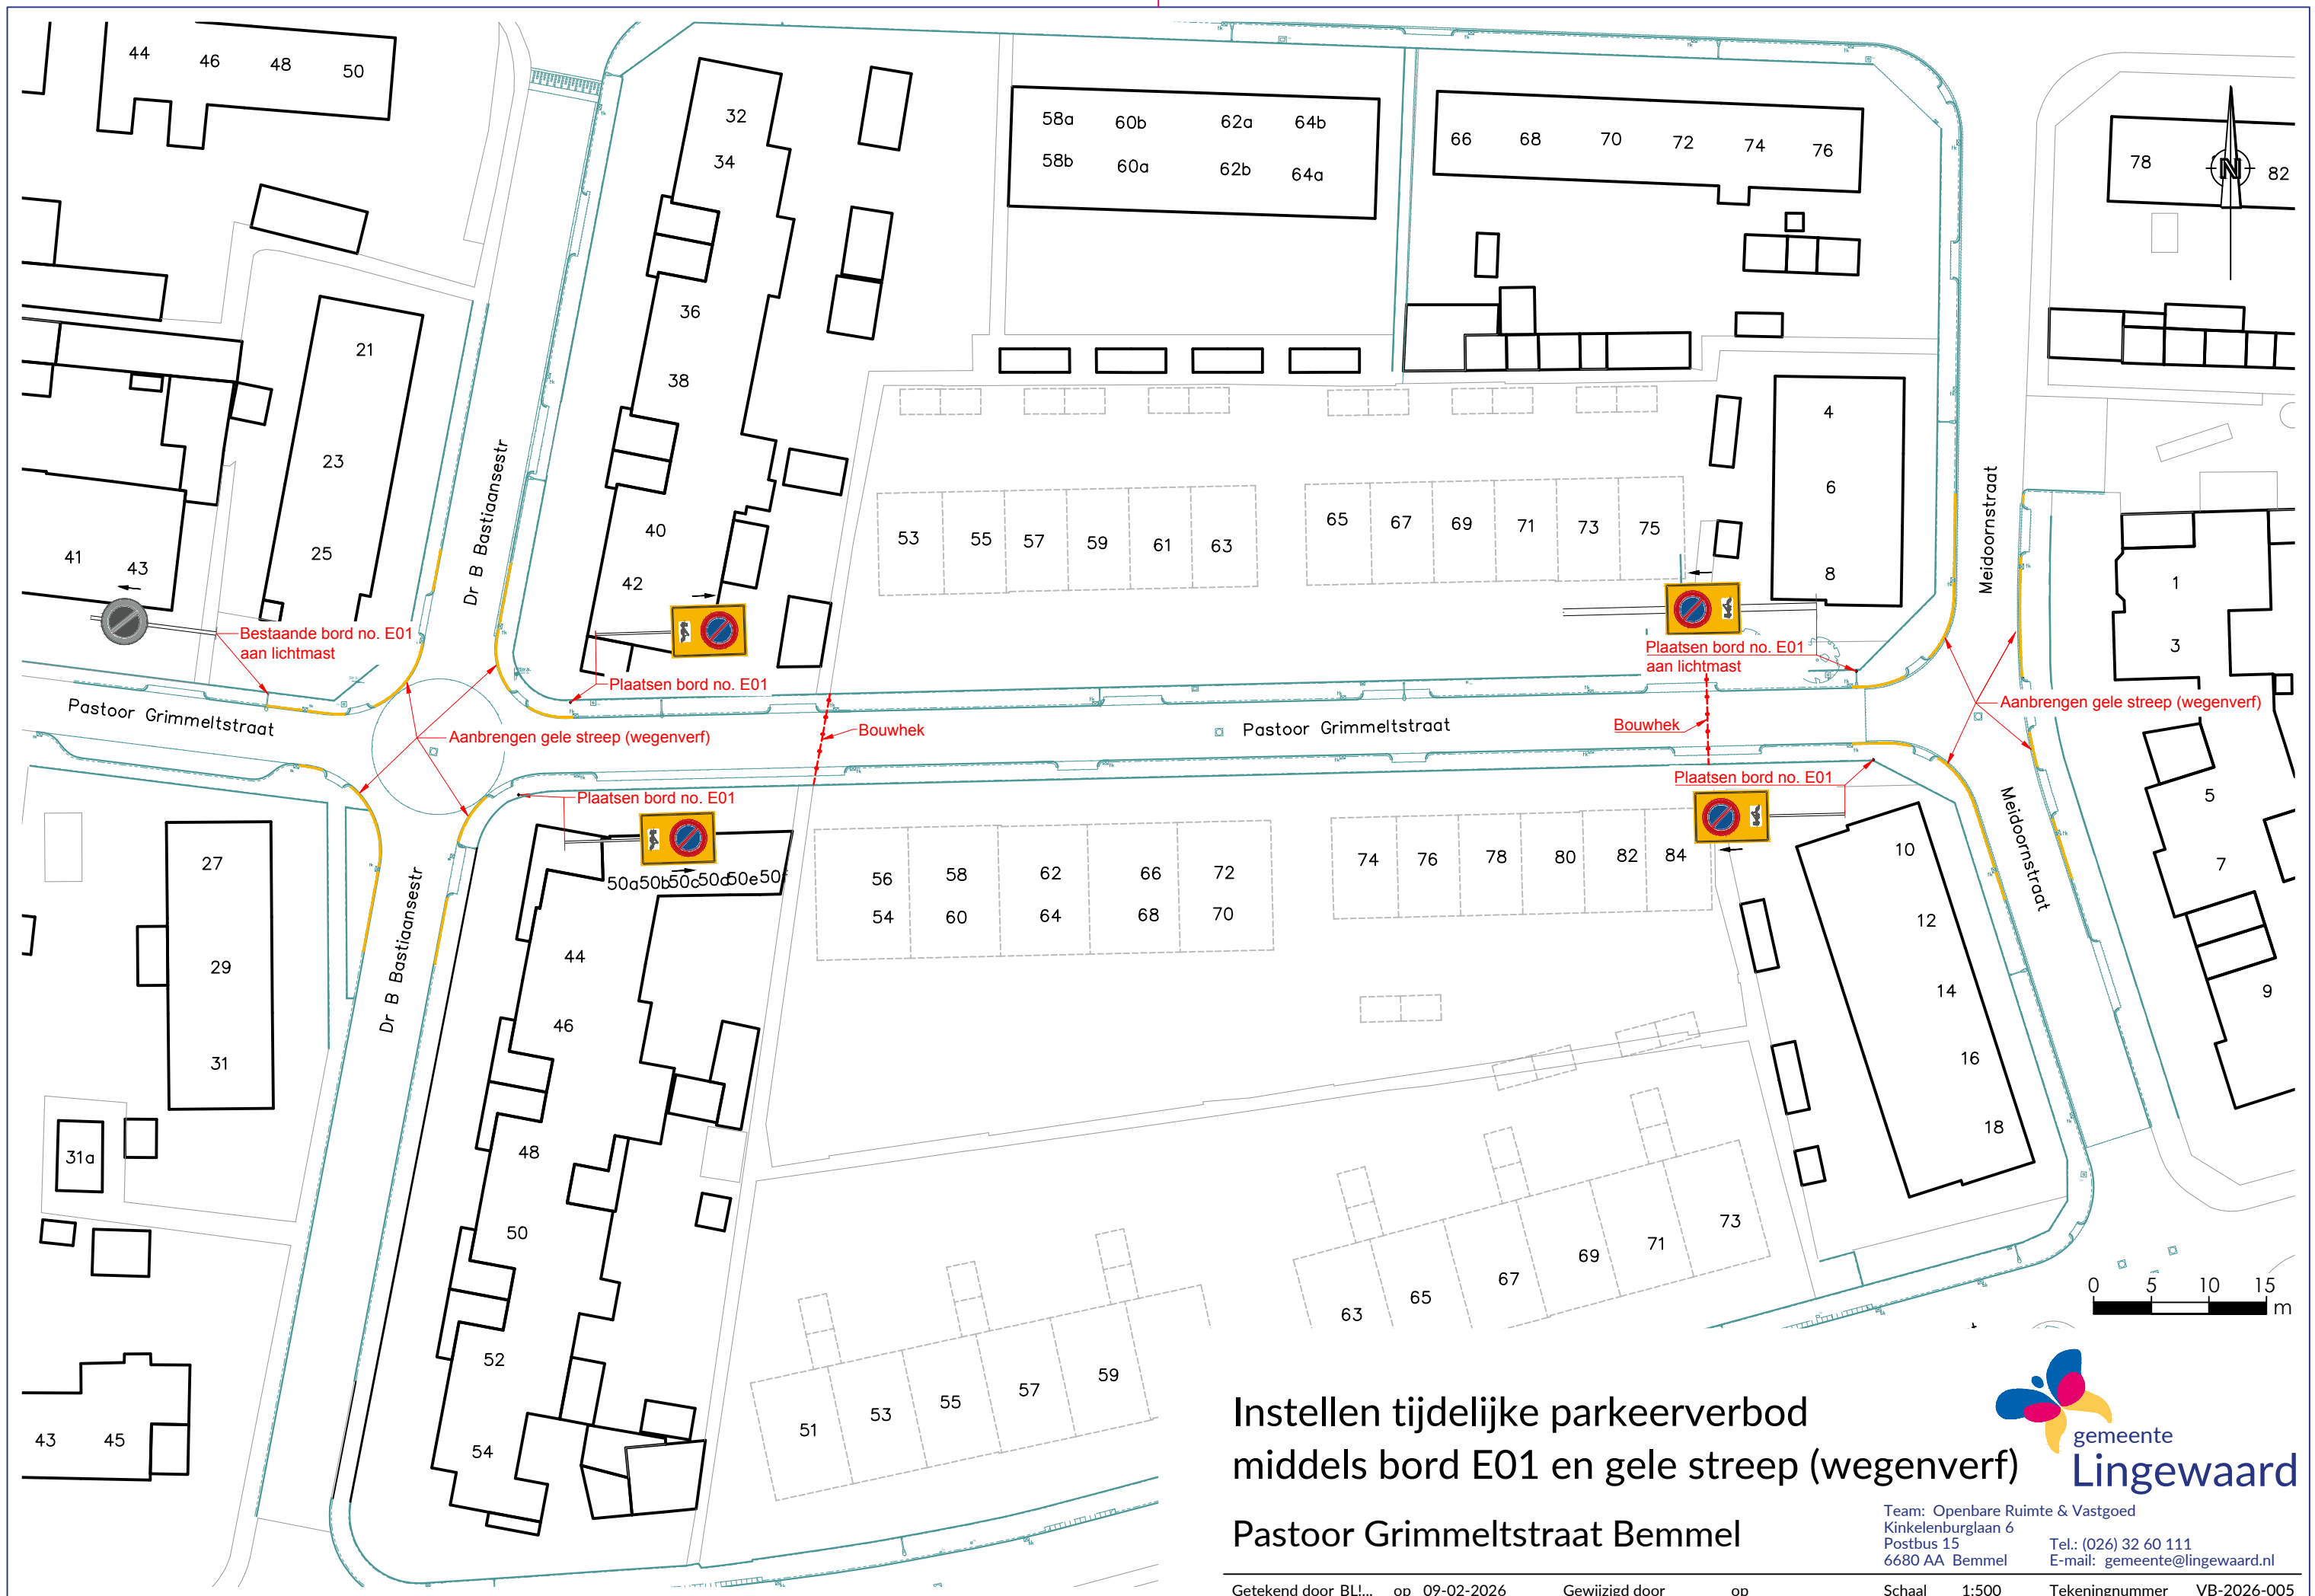 44 46 48 50
32
34
58a 60b 62a 64b
58b 60a 62b 64a
66 68 70 72 74 76
78 82
N
21
23
25
36
38
40
42
41 43
Dr B Bastiaansestr
53 55 57 59 61 63
65 67 69 71 73 75
4
6
8
Meidoornstraat
1
3
5
7
9
Bestaande bord no. E01
aan lichtmast
Plaatsen bord no. E01
Plaatsen bord no. E01
aan lichtmast
Pastoor Grimmeltstraat
Aanbrengen gele streep (wegenverf)
Bouwhek
Pastoor Grimmeltstraat
Bouwhek
Aanbrengen gele streep (wegenverf)
Plaatsen bord no. E01
Plaatsen bord no. E01
Meidoornstraat
27
29
31
31a
50a 50b 50c 50d 50e 50f
44
46
48
50
52
54
Dr B Bastiaansestr
56 58 62 66 72
54 60 64 68 70
74 76 78 80 82 84
10
12
14
16
18
43 45
51 53 55 57 59
63 65 67 69 71 73
0 5 10 15
m
Instellen tijdelijke parkeerverbod
middels bord E01 en gele streep (wegenverf)
Pastoor Grimmeltstraat Bemmel
gemeente
Lingewaard
Team: Openbare Ruimte & Vastgoed
Kinkelenburglaan 6
Postbus 15 Tel.: (026) 32 60 111
6680 AA Bemmel E-mail: gemeente@lingewaard.nl
Getekend door BL!... op 09-02-2026 Gewijzigd door op Schaal 1:500 Tekeningnummer VB-2026-005